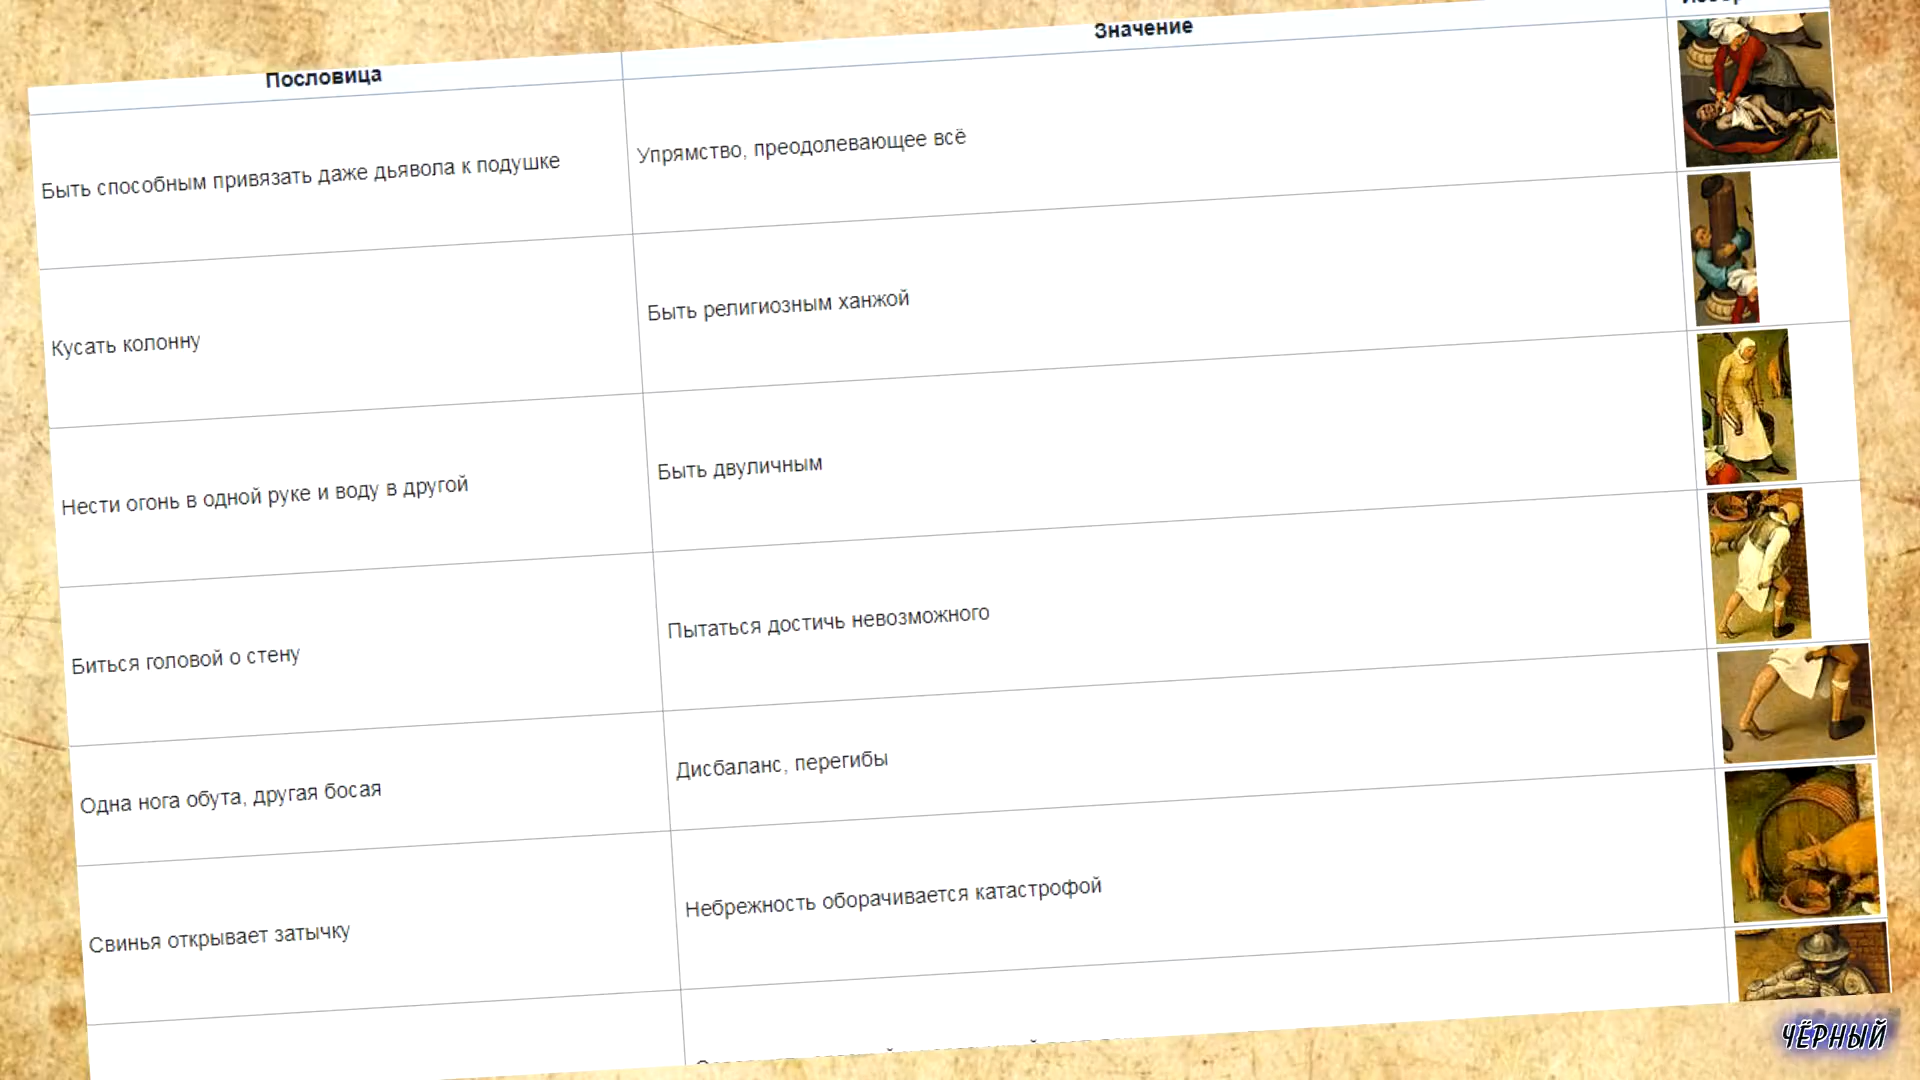 Пословица
Значение
Быть способным привязать даже дьявола к подушке
Упрямство, преодолевающее всё
Кусать колонну
Быть религиозным ханжой
Нести огонь в одной руке и воду в другой
Быть двуличным
Биться головой о стену
Пытаться достичь невозможного
Одна нога обута, другая босая
Дисбаланс, перегибы
Свинья открывает затычку
Небрежность оборачивается катастрофой
ЧЁРНЫЙ